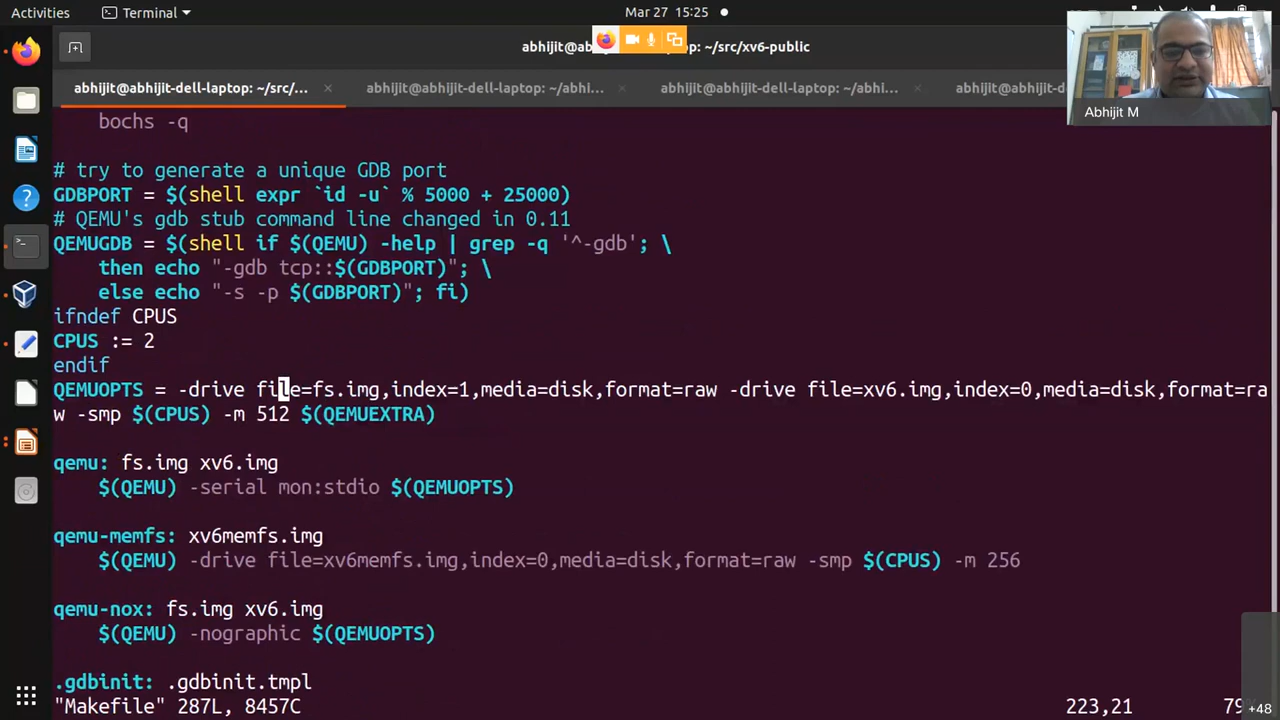 Activities
Terminal
Mar 27 15:25
abhijit@ab
: ~/src/xv6-public
abhijit@abhijit-dell-laptop: ~/src/...
abhijit@abhijit-dell-laptop: ~/abhi...
abhijit@abhijit-dell-laptop: ~/abhi...
abhijit@abhijit-d
Abhijit M
bochs -q
# try to generate a unique GDB port
GDBPORT = $(shell expr `id -u` % 5000 + 25000)
# QEMU's gdb stub command line changed in 0.11
QEMUGDB = $(shell if $(QEMU) -help | grep -q '^-gdb'; \
then echo "-gdb tcp::$(GDBPORT)"; \
else echo "-s -p $(GDBPORT)"; fi)
ifndef CPUS
CPUS := 2
endif
QEMUOPTS = -drive file=fs.img,index=1,media=disk,format=raw -drive file=xv6.img,index=0,media=disk,format=ra
w -smp $(CPUS) -m 512 $(QEMUEXTRA)
qemu: fs.img xv6.img
$(QEMU) -serial mon:stdio $(QEMUOPTS)
qemu-memfs: xv6memfs.img
$(QEMU) -drive file=xv6memfs.img,index=0,media=disk,format=raw -smp $(CPUS) -m 256
qemu-nox: fs.img xv6.img
$(QEMU) -nographic $(QEMUOPTS)
.gdbinit: .gdbinit.tmpl
"Makefile" 287L, 8457C
223,21
+48